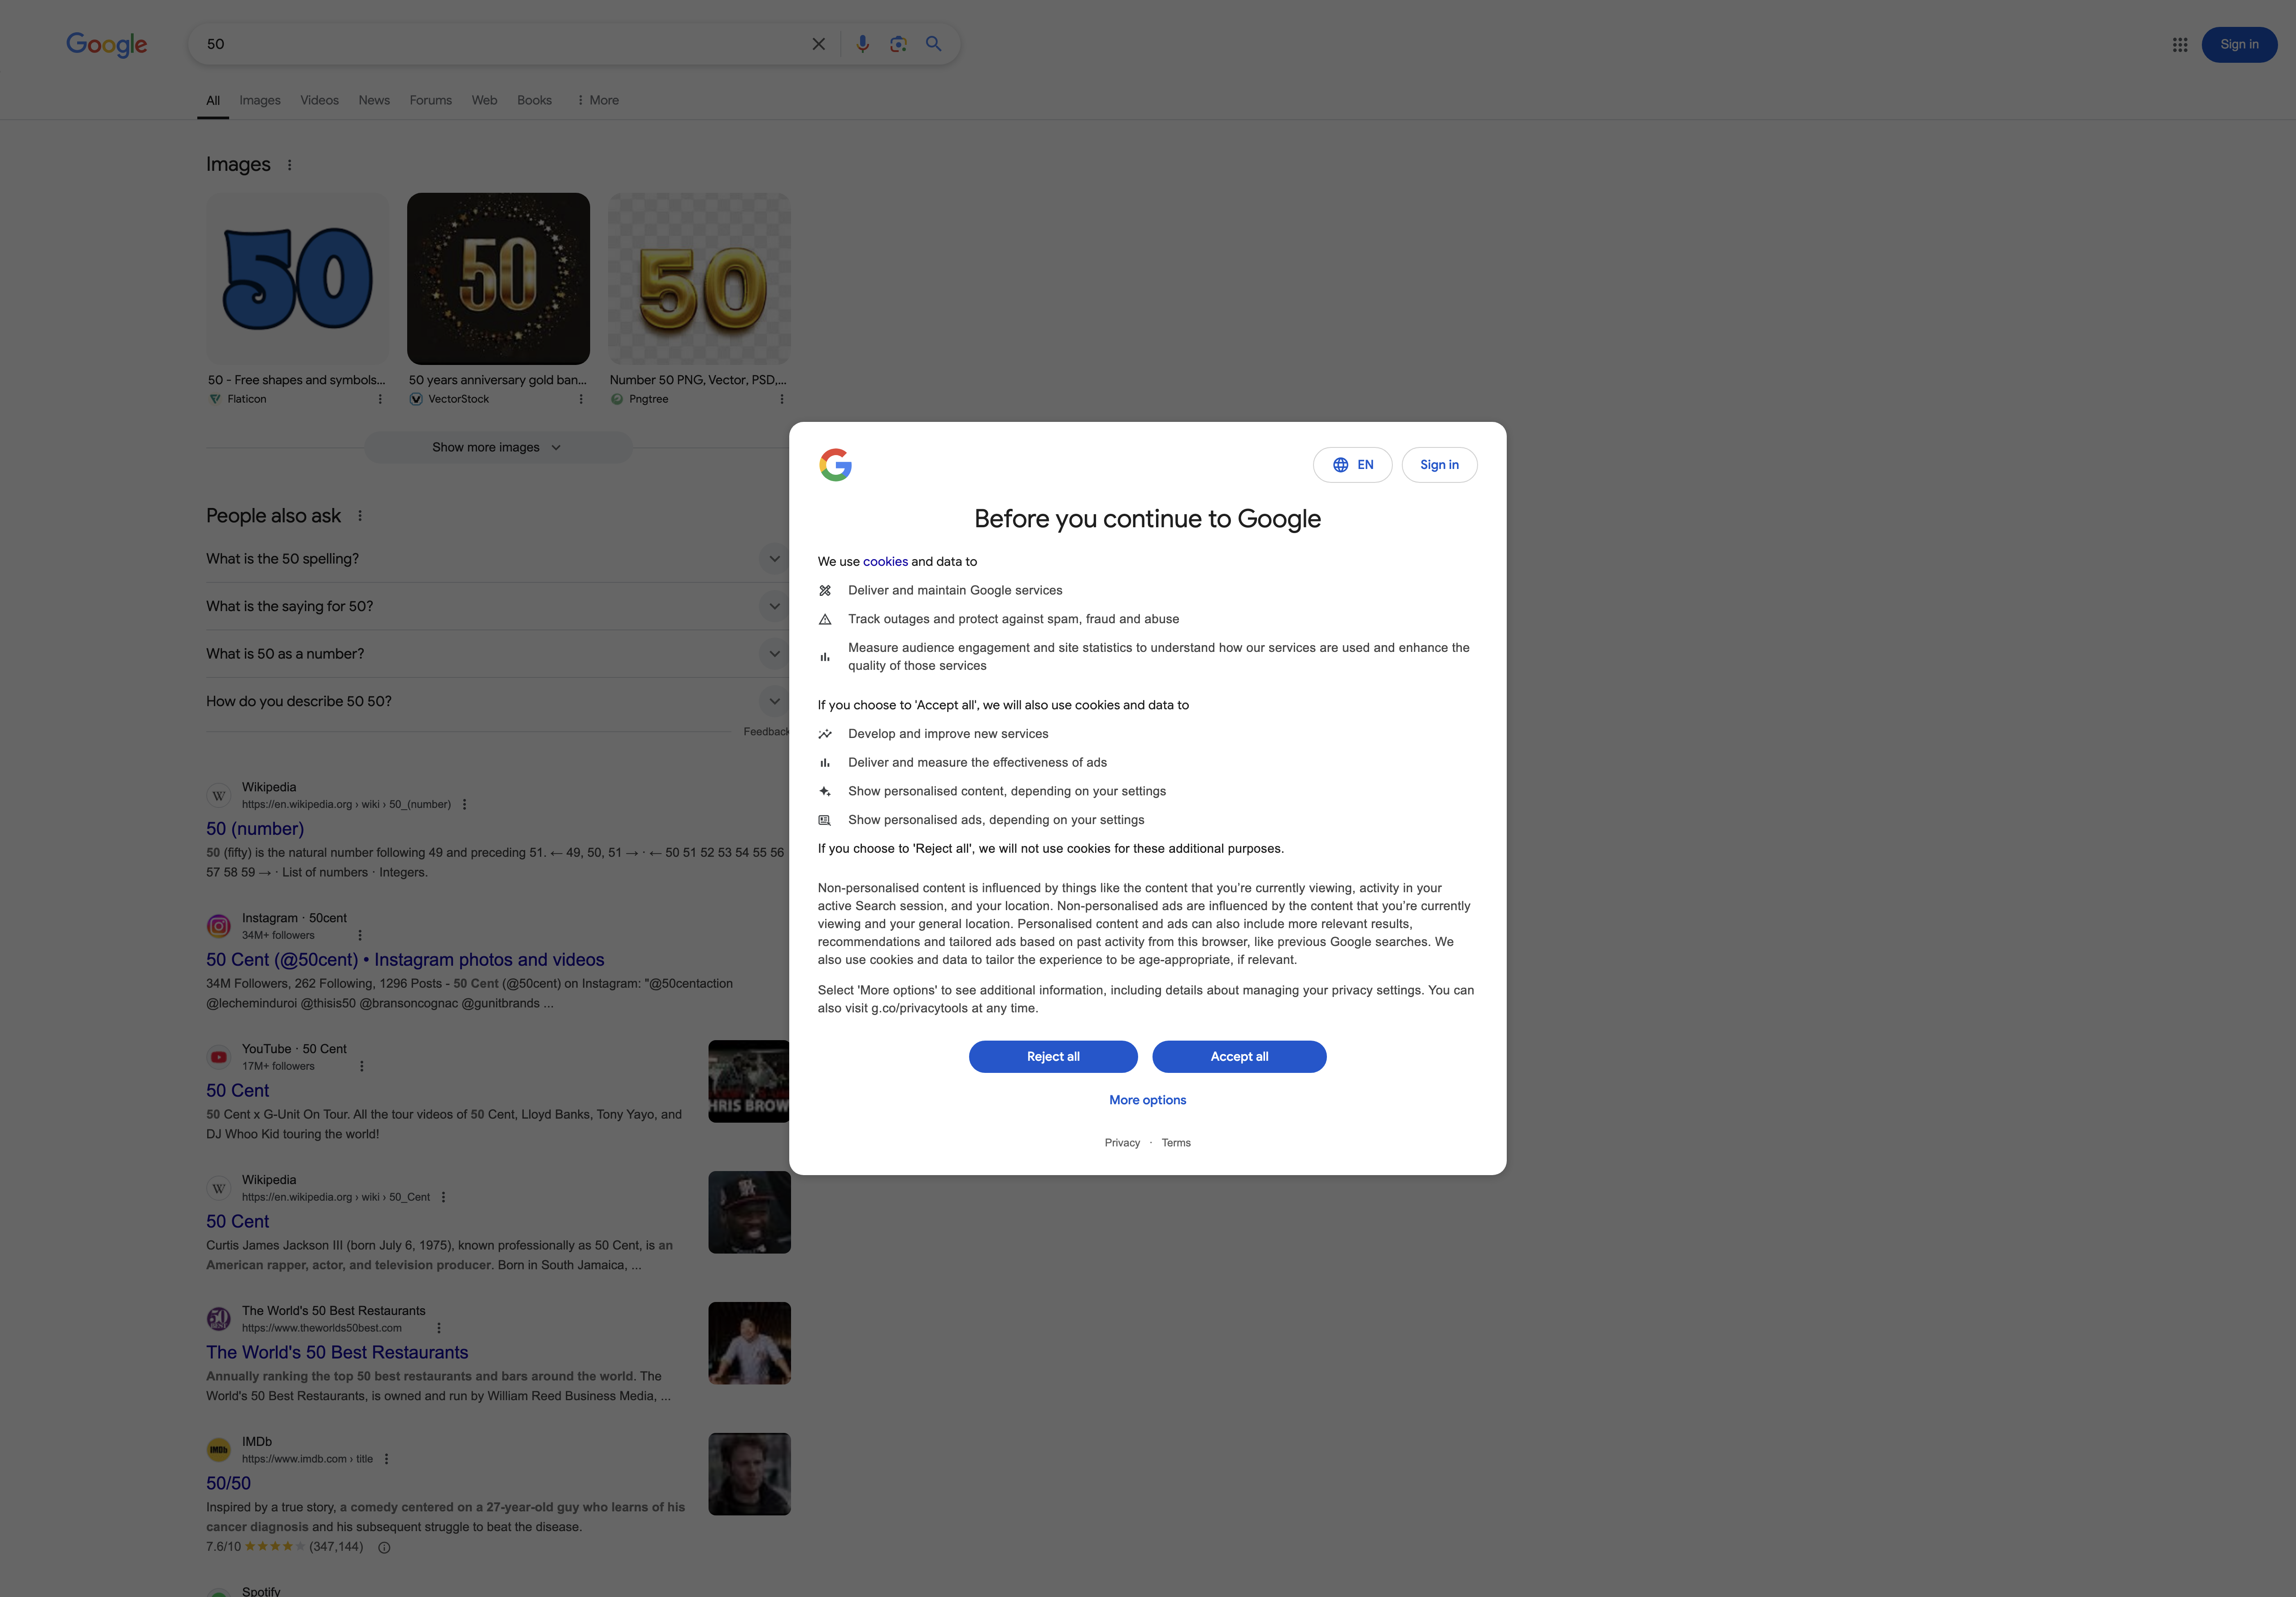 Google
50
Sign in
All Images Videos News Forums Web Books More
Images
50
50
50
50 - Free shapes and symbols...
Flaticon
50 years anniversary gold ban...
VectorStock
Number 50 PNG, Vector, PSD,...
Pngtree
Show more images
People also ask
What is the 50 spelling?
What is the saying for 50?
What is 50 as a number?
How do you describe 50 50?
Feedback
W
Wikipedia
https://en.wikipedia.org › wiki › 50_(number)
50 (number)
50 (fifty) is the natural number following 49 and preceding 51. ← 49, 50, 51 → · ← 50 51 52 53 54 55 56
57 58 59 → · List of numbers · Integers.
Instagram · 50cent
34M+ followers
50 Cent (@50cent) • Instagram photos and videos
34M Followers, 262 Following, 1296 Posts - 50 Cent (@50cent) on Instagram: "@50centaction
@lecheminduroi @thisis50 @bransoncognac @gunitbrands ...
YouTube · 50 Cent
17M+ followers
50 Cent
50 Cent x G-Unit On Tour. All the tour videos of 50 Cent, Lloyd Banks, Tony Yayo, and
DJ Whoo Kid touring the world!
HRIS BROW
W
Wikipedia
https://en.wikipedia.org › wiki › 50_Cent
50 Cent
Curtis James Jackson III (born July 6, 1975), known professionally as 50 Cent, is an
American rapper, actor, and television producer. Born in South Jamaica, ...
50 BEST
The World's 50 Best Restaurants
https://www.theworlds50best.com
The World's 50 Best Restaurants
Annually ranking the top 50 best restaurants and bars around the world. The
World's 50 Best Restaurants, is owned and run by William Reed Business Media, ...
IMDb
IMDb
https://www.imdb.com › title
50/50
Inspired by a true story, a comedy centered on a 27-year-old guy who learns of his
cancer diagnosis and his subsequent struggle to beat the disease.
7.6/10 (347,144)
Spotify
G
EN
Sign in
Before you continue to Google
We use cookies and data to
Deliver and maintain Google services
Track outages and protect against spam, fraud and abuse
Measure audience engagement and site statistics to understand how our services are used and enhance the
quality of those services
If you choose to 'Accept all', we will also use cookies and data to
Develop and improve new services
Deliver and measure the effectiveness of ads
Show personalised content, depending on your settings
Show personalised ads, depending on your settings
If you choose to 'Reject all', we will not use cookies for these additional purposes.
Non-personalised content is influenced by things like the content that you’re currently viewing, activity in your
active Search session, and your location. Non-personalised ads are influenced by the content that you’re currently
viewing and your general location. Personalised content and ads can also include more relevant results,
recommendations and tailored ads based on past activity from this browser, like previous Google searches. We
also use cookies and data to tailor the experience to be age-appropriate, if relevant.
Select 'More options' to see additional information, including details about managing your privacy settings. You can
also visit g.co/privacytools at any time.
Reject all
Accept all
More options
Privacy · Terms